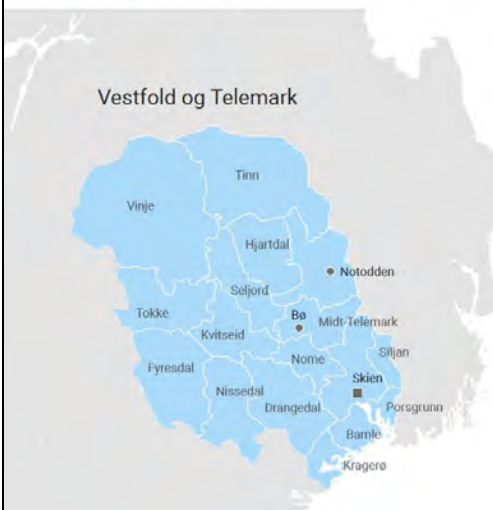 Vestfold og Telemark
Tinn
Vinje
Hjartdal
Notodden
Seljord
Tokke
Bø
Midt-Telemark
Kvitseid
Siljan
Nome
Fyresdal
Skien
Nissedal
Drangedal
Porsgrunn
Bamle
Kragerø